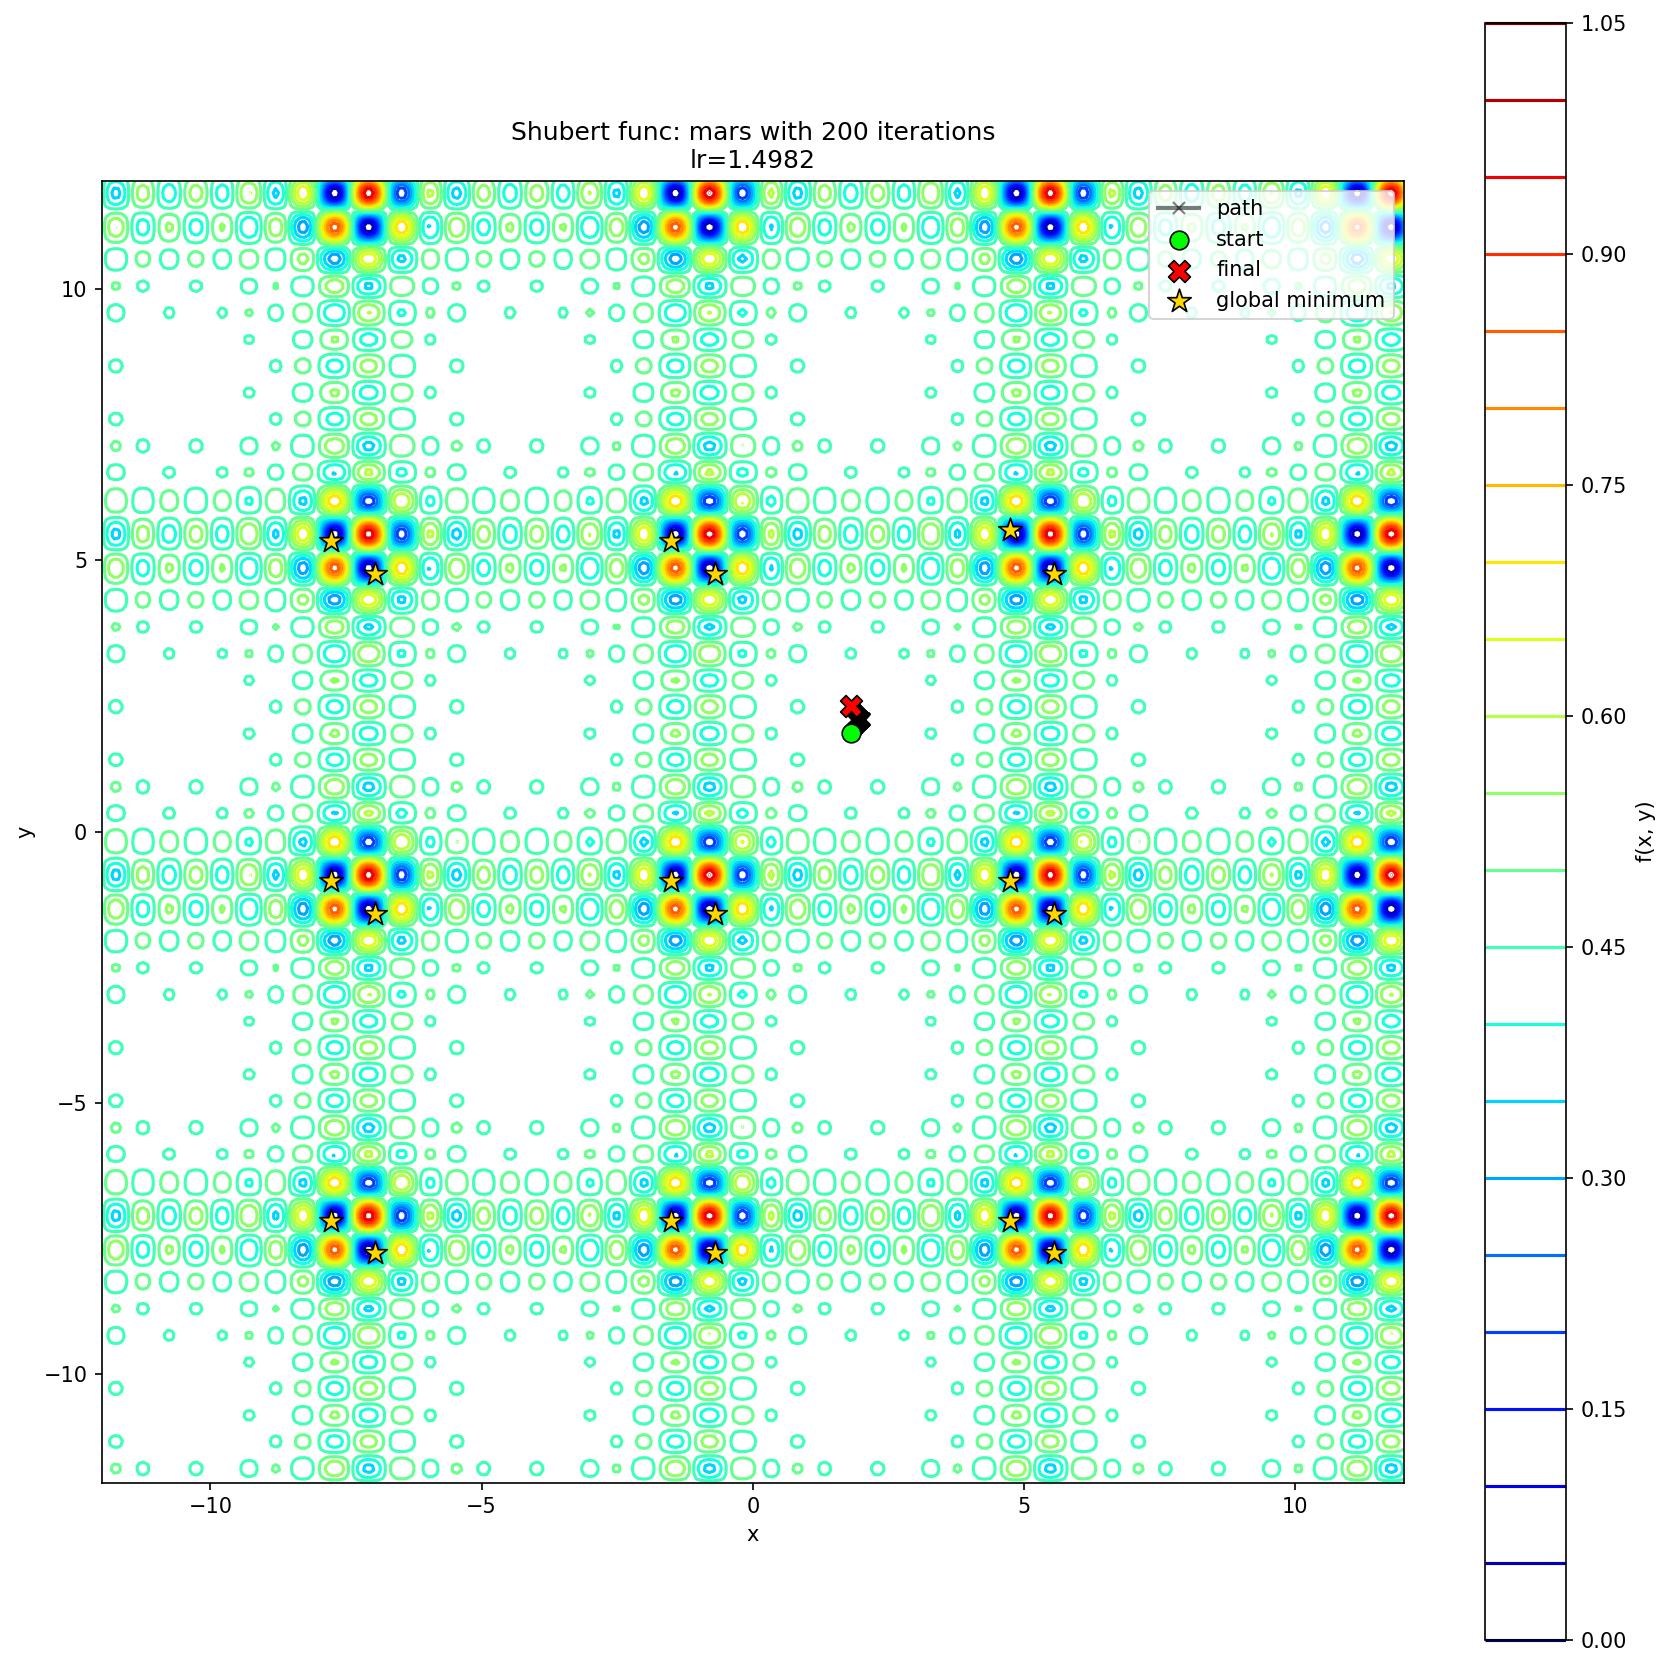 Shubert func: mars with 200 iterations
lr=1.4982
path
start
final
global minimum
10
5
0
−5
−10
y
−10
−5
0
5
10
x
1.05
0.90
0.75
0.60
0.45
0.30
0.15
0.00
f(x, y)